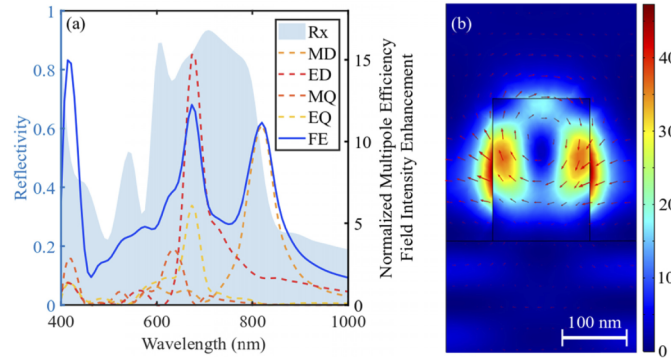 (a)
Rx
MD
ED
MQ
EQ
FE
1
0.8
0.6
0.4
0.2
0
Reflectivity
400
600
800
1000
Wavelength (nm)
15
10
5
0
Normalized Multipole Efficiency
Field Intensity Enhancement
(b)
100 nm
40
30
20
10
0